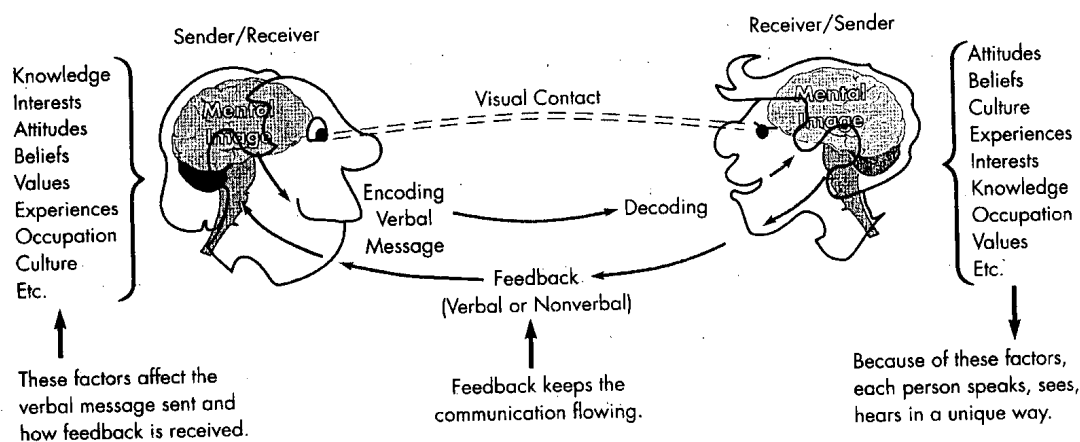 Sender/Receiver
Receiver/Sender
Knowledge
Interests
Attitudes
Beliefs
Values
Experiences
Occupation
Culture
Etc.
Mental
Image
Visual Contact
Mental
Image
Attitudes
Beliefs
Culture
Experiences
Interests
Knowledge
Occupation
Values
Etc.
Encoding
Verbal
Message
Decoding
Feedback
(Verbal or Nonverbal)
These factors affect the
verbal message sent and
how feedback is received.
Feedback keeps the
communication flowing.
Because of these factors,
each person speaks, sees,
hears in a unique way.